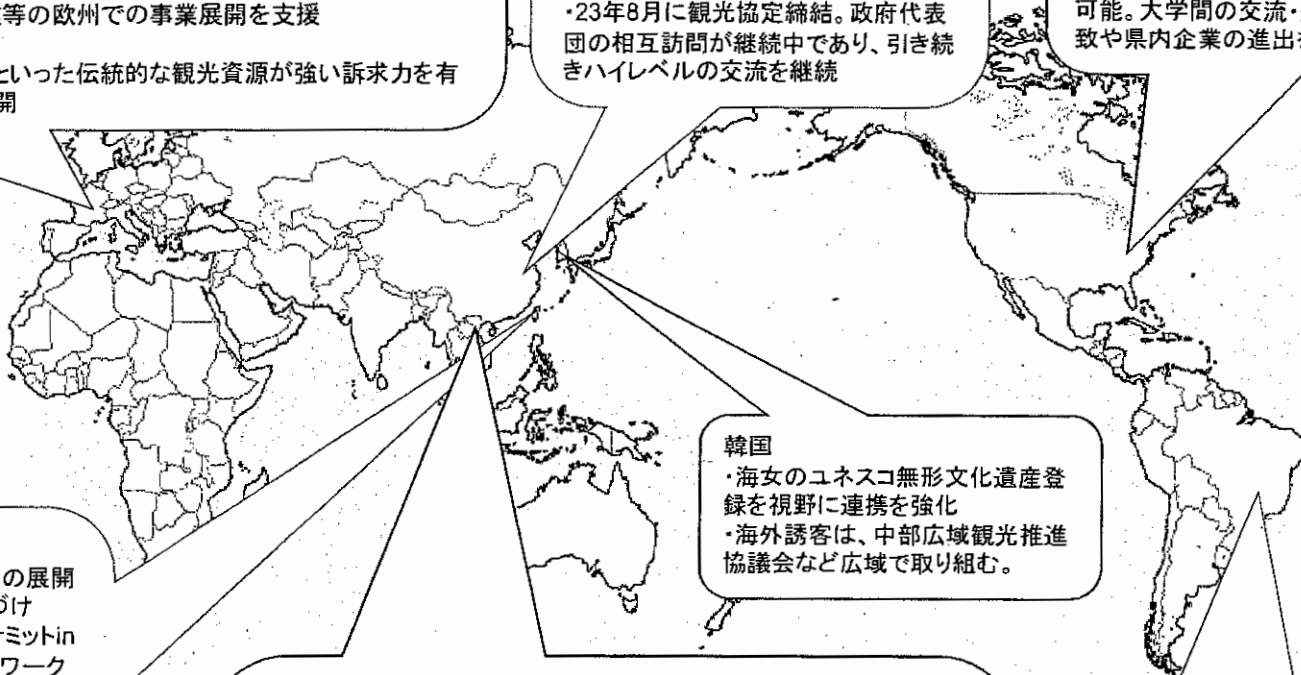 等の欧州での事業展開を支援
といった伝統的な観光資源が強い訴求力を有
開
・23年8月に観光協定締結。政府代表
団の相互訪問が継続中であり、引き続
きハイレベルの交流を継続
可能。大学間の交流・
致や県内企業の進出
韓国
・海女のユネスコ無形文化遺産登
録を視野に連携を強化
・海外誘客は、中部広域観光推進
協議会など広域で取り組む。
の展開
づけ
ミットin
ワーク